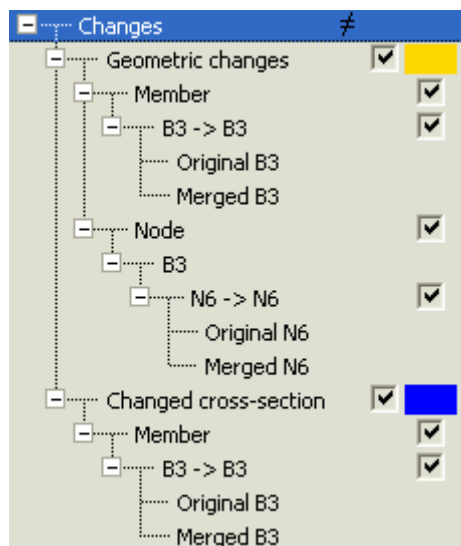 Changes ≠
Geometric changes
Member
B3 -> B3
Original B3
Merged B3
Node
B3
N6 -> N6
Original N6
Merged N6
Changed cross-section
Member
B3 -> B3
Original B3
Merged B3